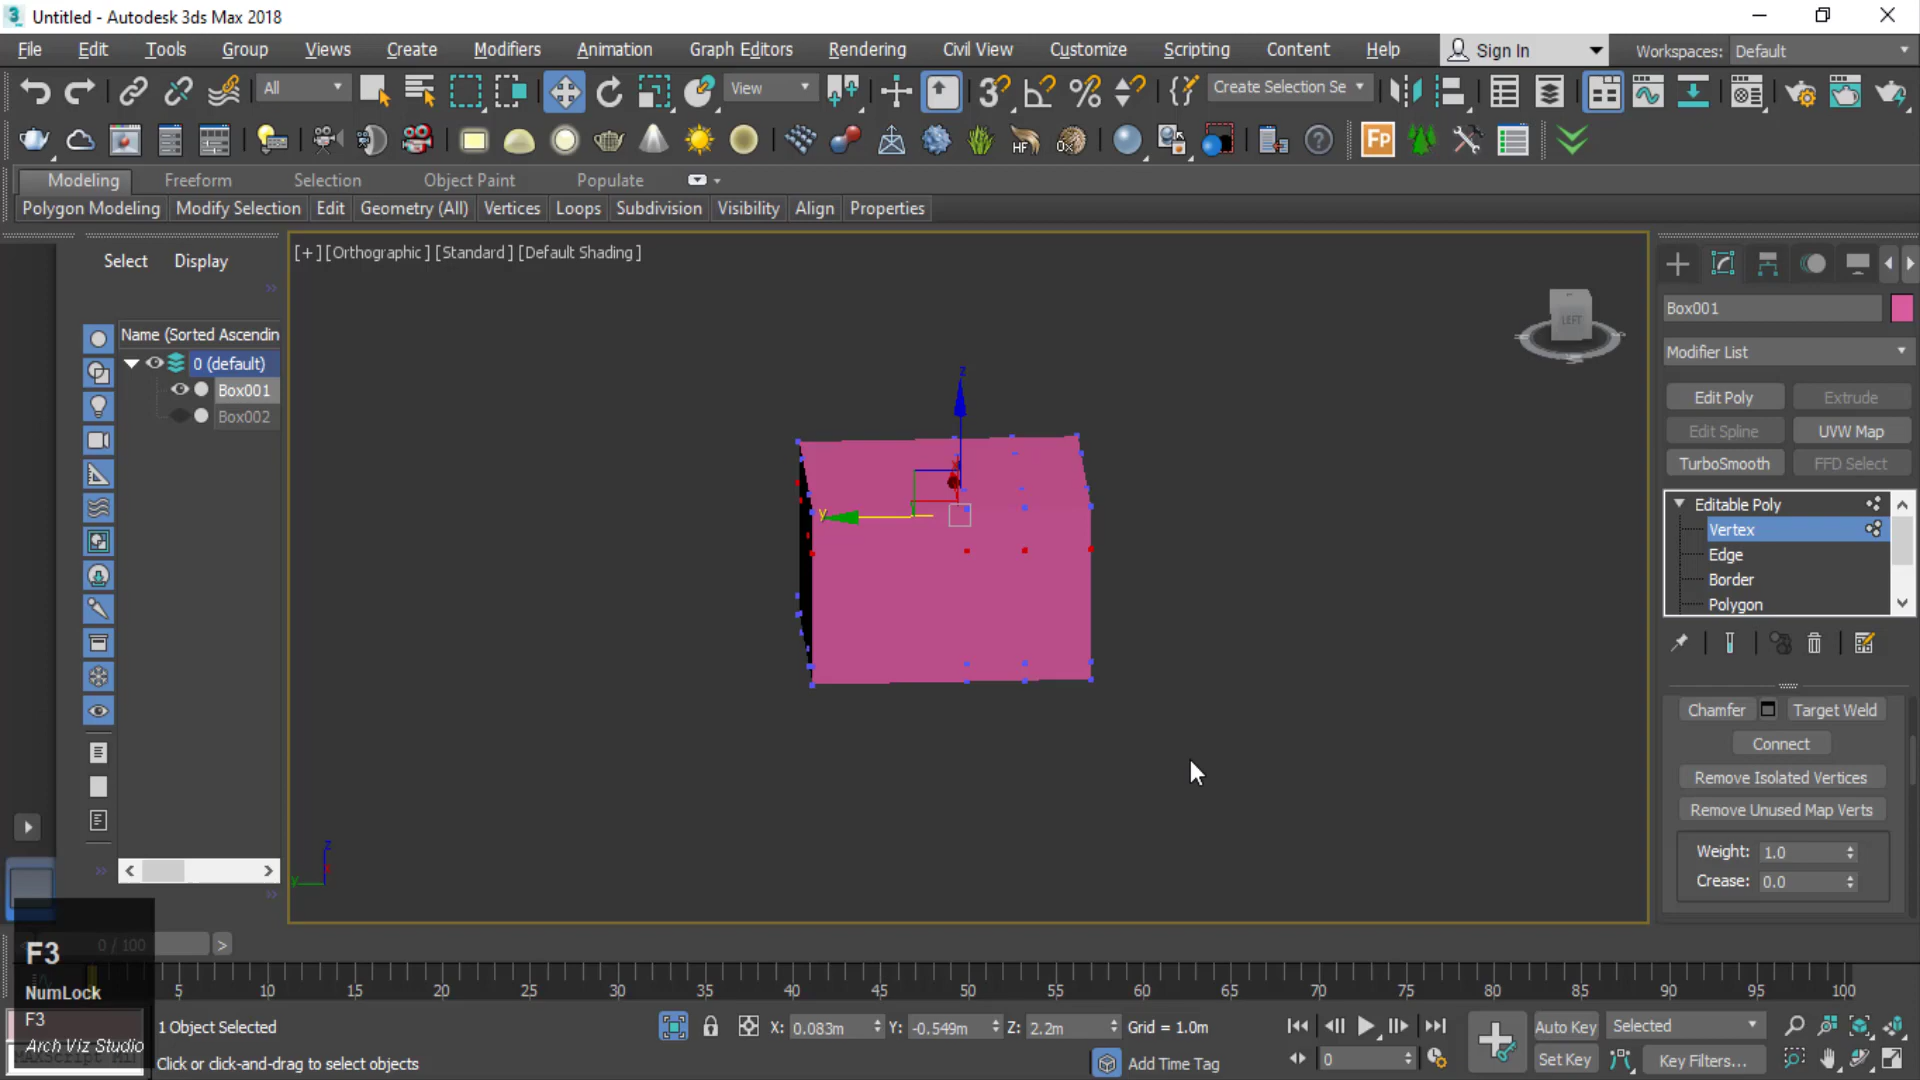 Untitled - Autodesk 3ds Max 2018
File Edit Tools Group Views Create Modifiers Animation Graph Editors Rendering Civil View Customize Scripting Content Help Sign In Workspaces: Default
All View Create Selection Se
Modeling Freeform Selection Object Paint Populate
Polygon Modeling Modify Selection Edit Geometry (All) Vertices Loops Subdivision Visibility Align Properties
Select Display
[+] [Orthographic] [Standard] [Default Shading]
Name (Sorted Ascendin
0 (default)
Box001
Box002
LEFT
z
x
y
z
y
Box001
Modifier List
Edit Poly Extrude
Edit Spline UVW Map
TurboSmooth FFD Select
Editable Poly
Vertex
Edge
Border
Polygon
Chamfer Target Weld
Connect
Remove Isolated Vertices
Remove Unused Map Verts
Weight: 1.0
Crease: 0.0
0 / 100
F3
NumLock
F3
Arch Viz Studio
5 10 15 20 25 30 35 40 45 50 55 60 65 70 75 80 85 90 95 100
1 Object Selected X: 0.083m Y: -0.549m Z: 2.2m Grid = 1.0m Auto Key Selected
Click or click-and-drag to select objects Add Time Tag 0 Set Key Key Filters...